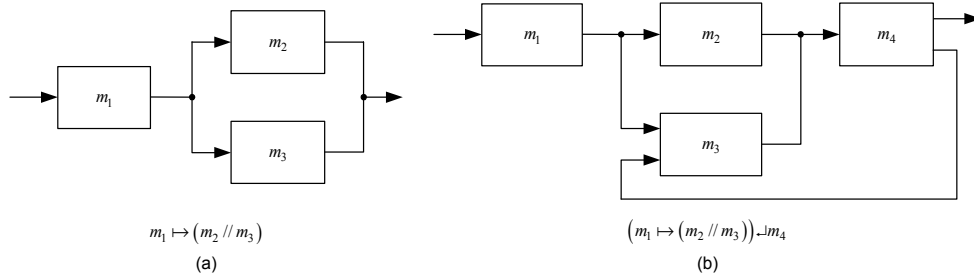 m₁
m₂
m₃
m₁ ↦ (m₂ // m₃)
(a)
m₁
m₂
m₄
m₃
(m₁ ↦ (m₂ // m₃)) ↵ m₄
(b)